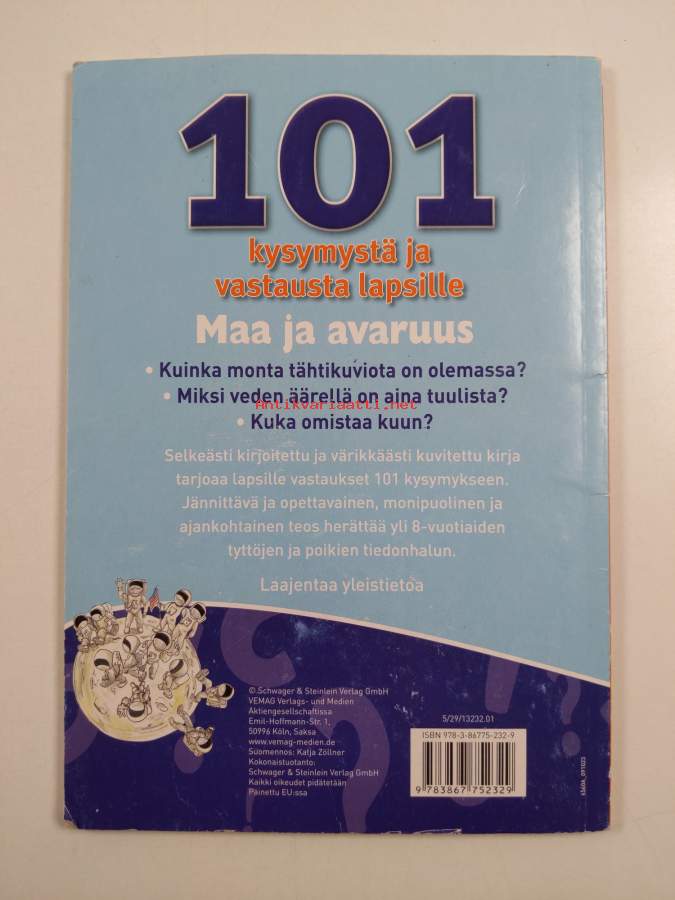 101
kysymystä ja
vastausta lapsille
Maa ja avaruus
• Kuinka monta tähtikuviota on olemassa?
• Miksi veden äärellä on aina tuulista?
Antikvariaatti.net
• Kuka omistaa kuun?
Selkeästi kirjoitettu ja värikkäästi kuvitettu kirja
tarjoaa lapsille vastaukset 101 kysymykseen.
Jännittävä ja opettavainen, monipuolinen ja
ajankohtainen teos herättää yli 8-vuotiaiden
tyttöjen ja poikien tiedonhalun.
Laajentaa yleistietoa
© Schwager & Steinlein Verlag GmbH
VEMAG Verlags- und Medien
Aktiengesellschaftissa
Emil-Hoffmann-Str. 1,
50996 Köln, Saksa
www.vemag-medien.de
Suomennos: Katja Zöllner
Kokonaistuotanto:
Schwager & Steinlein Verlag GmbH
Kaikki oikeudet pidätetään
Painettu EU:ssa
5/29/13232.01
ISBN 978-3-86775-232-9
9 783867 752329